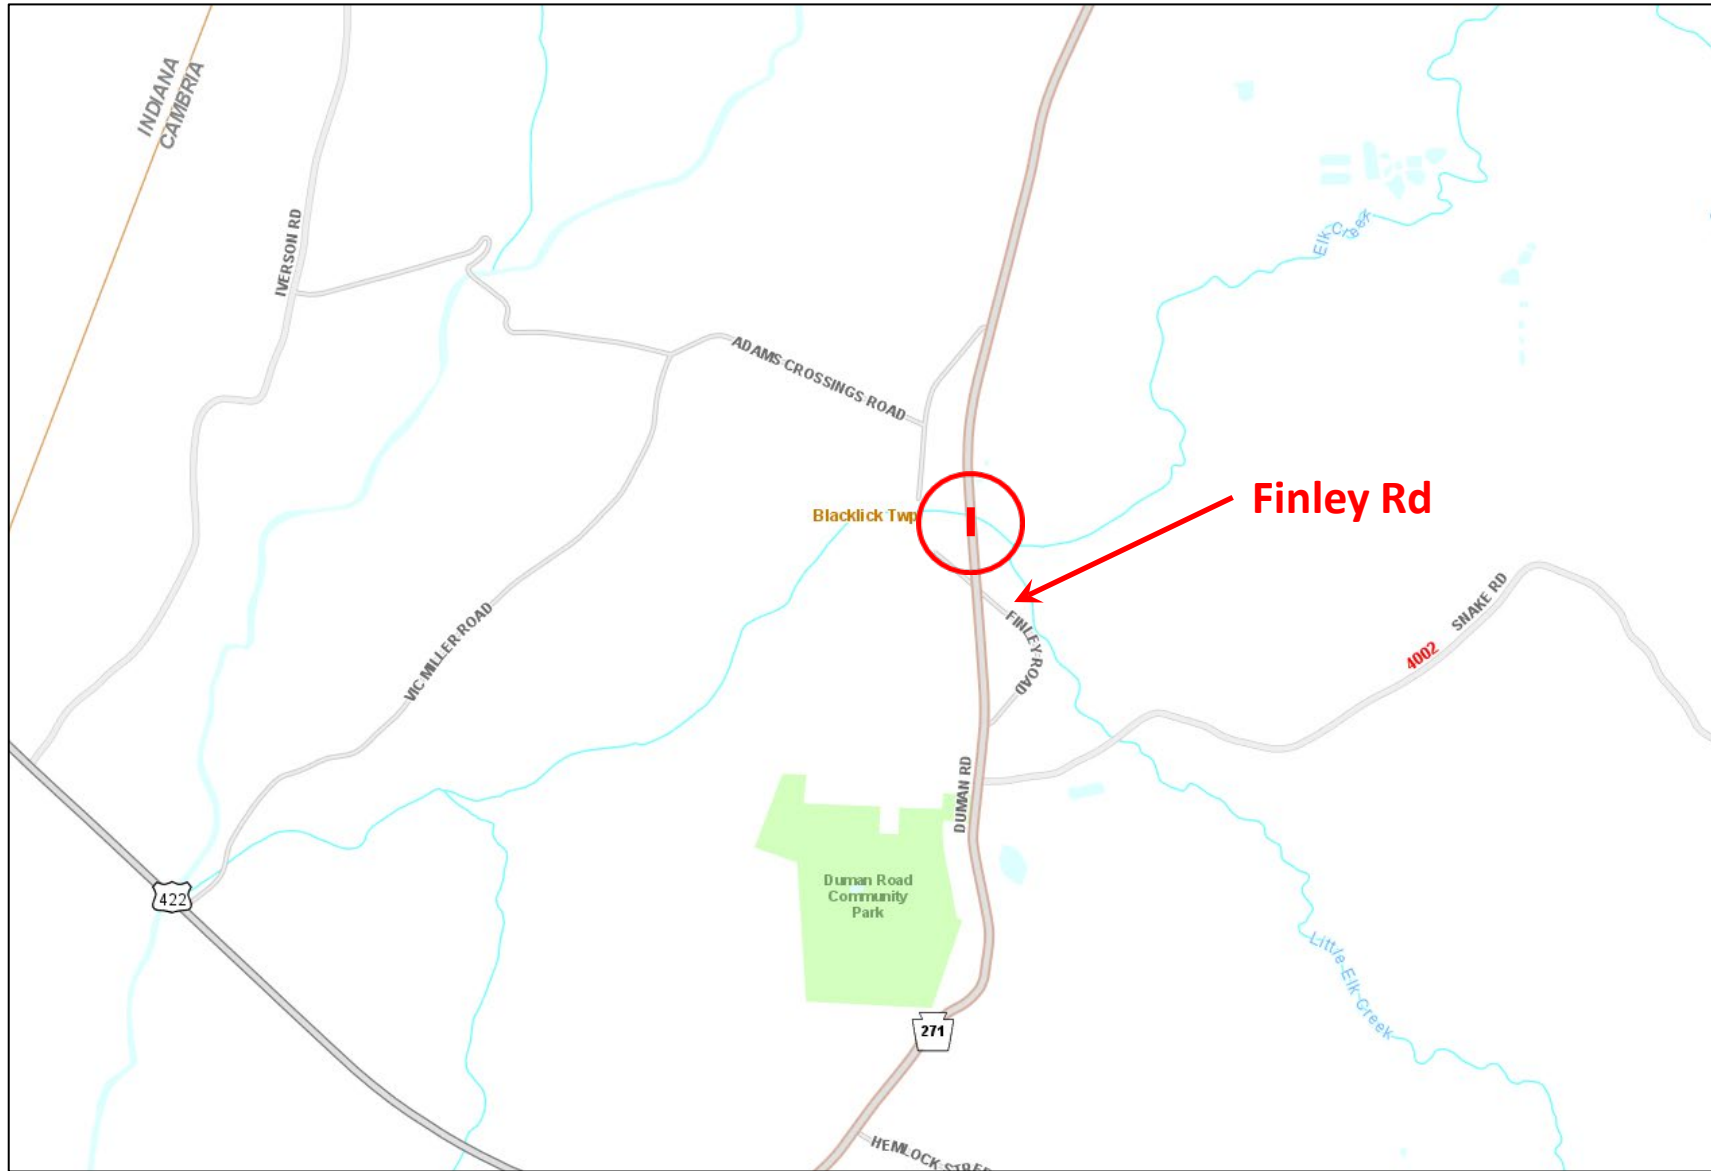 INDIANA
CAMBRIA
IVERSON RD
Elk Creek
ADAMS CROSSINGS ROAD
Blacklick Twp
Finley Rd
FINLEY ROAD
SNAKE RD
4002
VIC MILLER ROAD
DUMAN RD
Duman Road
Community
Park
422
Little Elk Creek
271
HEMLOCK STREE